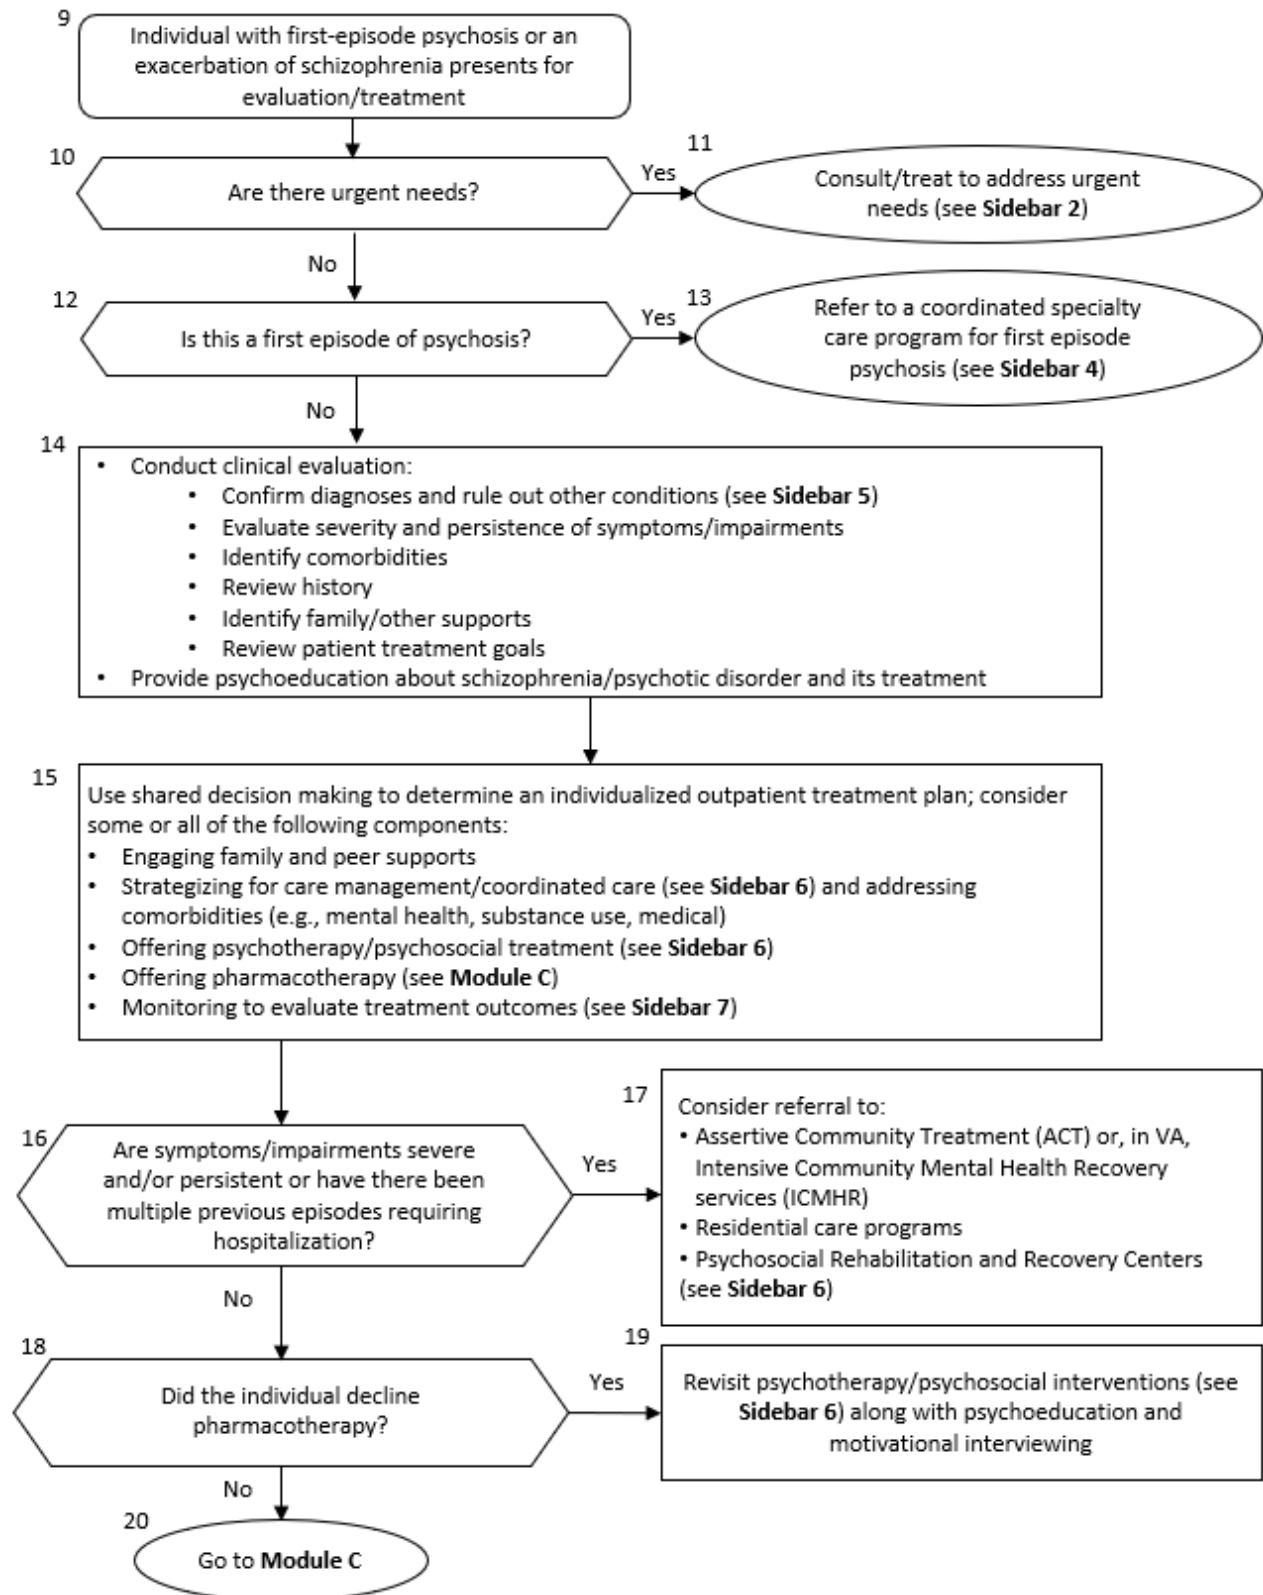 9
Individual with first-episode psychosis or an
exacerbation of schizophrenia presents for
evaluation/treatment
10
Are there urgent needs?
Yes
11
Consult/treat to address urgent
needs (see Sidebar 2)
No
12
Is this a first episode of psychosis?
Yes
13
Refer to a coordinated specialty
care program for first episode
psychosis (see Sidebar 4)
No
14
• Conduct clinical evaluation:
• Confirm diagnoses and rule out other conditions (see Sidebar 5)
• Evaluate severity and persistence of symptoms/impairments
• Identify comorbidities
• Review history
• Identify family/other supports
• Review patient treatment goals
• Provide psychoeducation about schizophrenia/psychotic disorder and its treatment
15
Use shared decision making to determine an individualized outpatient treatment plan; consider
some or all of the following components:
• Engaging family and peer supports
• Strategizing for care management/coordinated care (see Sidebar 6) and addressing
comorbidities (e.g., mental health, substance use, medical)
• Offering psychotherapy/psychosocial treatment (see Sidebar 6)
• Offering pharmacotherapy (see Module C)
• Monitoring to evaluate treatment outcomes (see Sidebar 7)
16
Are symptoms/impairments severe
and/or persistent or have there been
multiple previous episodes requiring
hospitalization?
Yes
17
Consider referral to:
• Assertive Community Treatment (ACT) or, in VA,
Intensive Community Mental Health Recovery
services (ICMHR)
• Residential care programs
• Psychosocial Rehabilitation and Recovery Centers
(see Sidebar 6)
No
18
Did the individual decline
pharmacotherapy?
Yes
19
Revisit psychotherapy/psychosocial interventions (see
Sidebar 6) along with psychoeducation and
motivational interviewing
No
20
Go to Module C